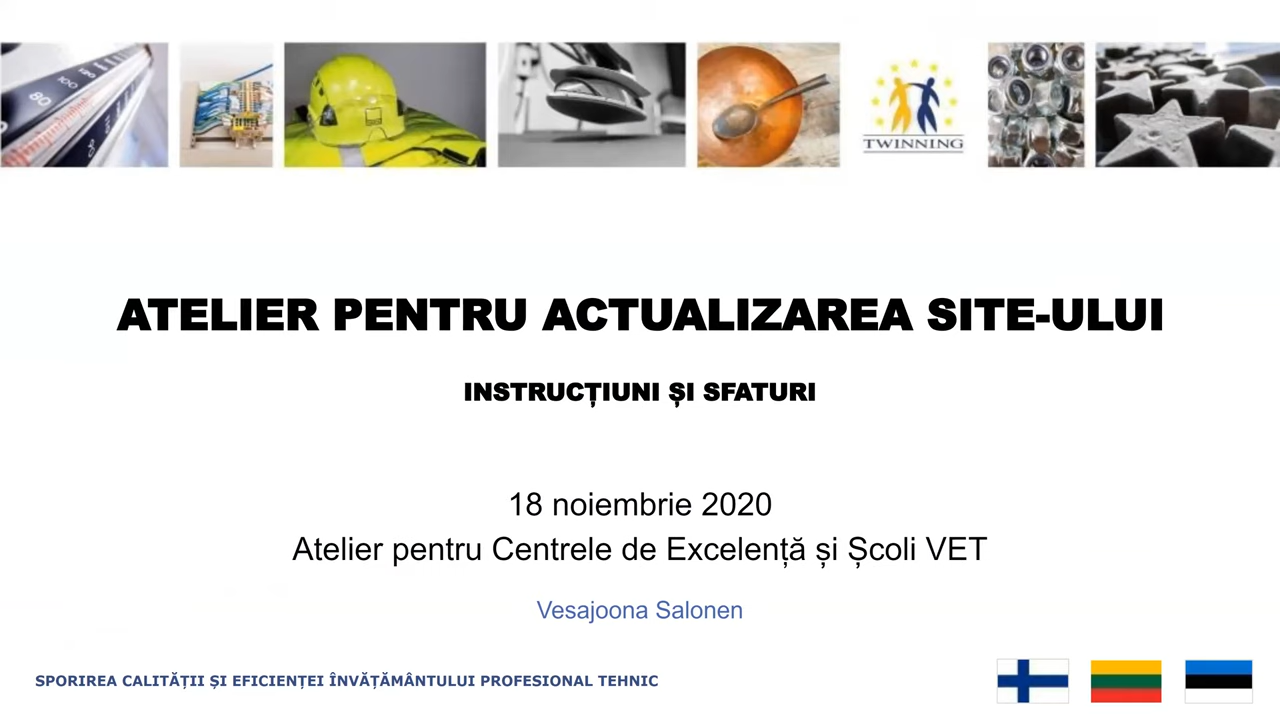 TWINNING
ATELIER PENTRU ACTUALIZAREA SITE-ULUI
INSTRUCȚIUNI ȘI SFATURI
18 noiembrie 2020
Atelier pentru Centrele de Excelență și Școli VET
Vesajoona Salonen
SPORIREA CALITĂȚII ȘI EFICIENȚEI ÎNVĂȚĂMÂNTULUI PROFESIONAL TEHNIC